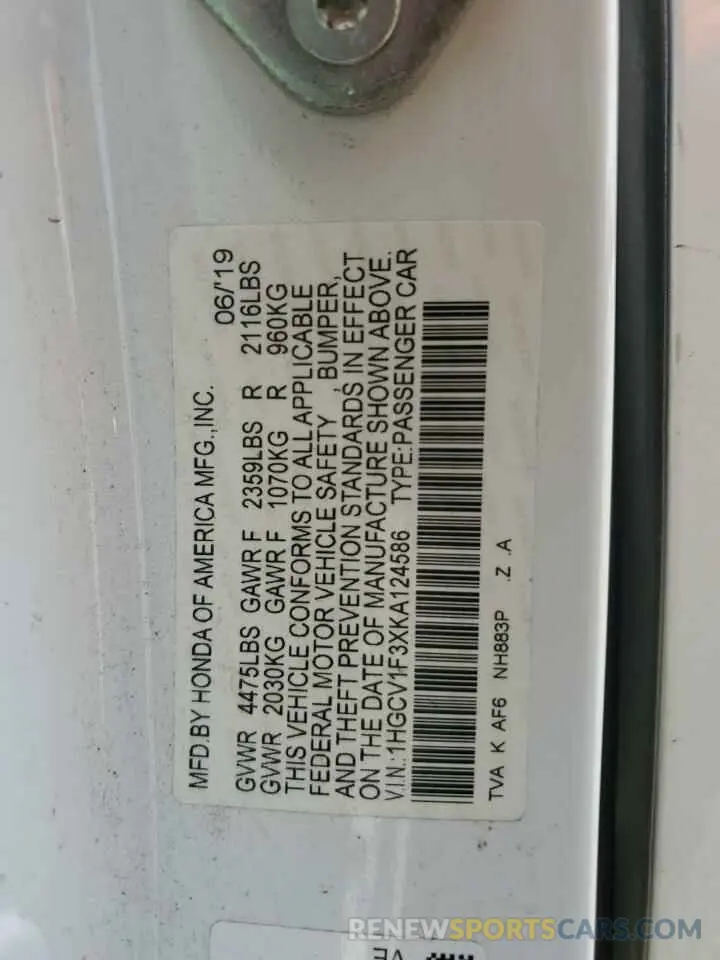 MFD.BY HONDA OF AMERICA MFG.,INC. 06/'19
GVWR 4475LBS GAWR F 2359LBS R 2116LBS
GVWR 2030KG GAWR F 1070KG R 960KG
THIS VEHICLE CONFORMS TO ALL APPLICABLE
FEDERAL MOTOR VEHICLE SAFETY , BUMPER,
AND THEFT PREVENTION STANDARDS IN EFFECT
ON THE DATE OF MANUFACTURE SHOWN ABOVE.
V.I.N.:1HGCV1F3XKA124586 TYPE:PASSENGER CAR
TVA K AF6 NH883P .Z .A
RENEWSPORTSCARS.COM